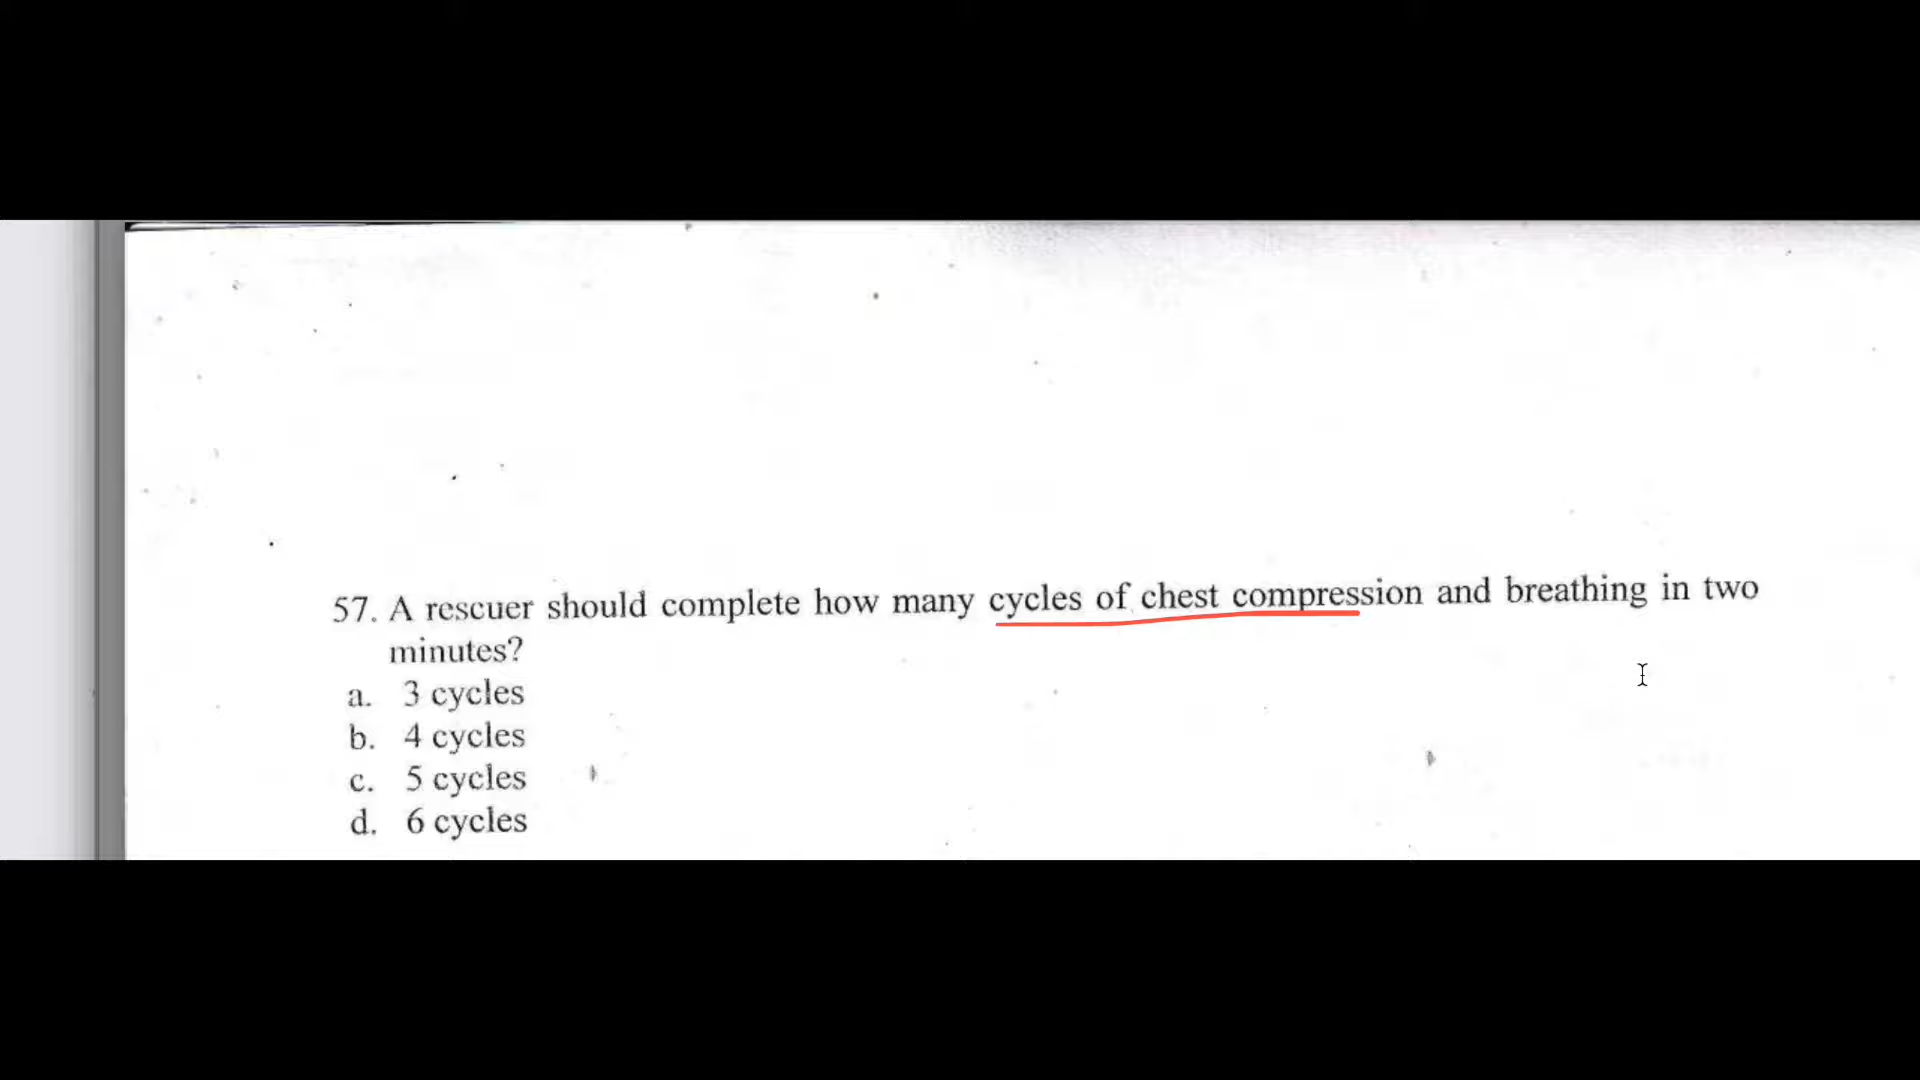 57. A rescuer should complete how many cycles of chest compression and breathing in two
minutes?
a. 3 cycles
b. 4 cycles
c. 5 cycles
d. 6 cycles